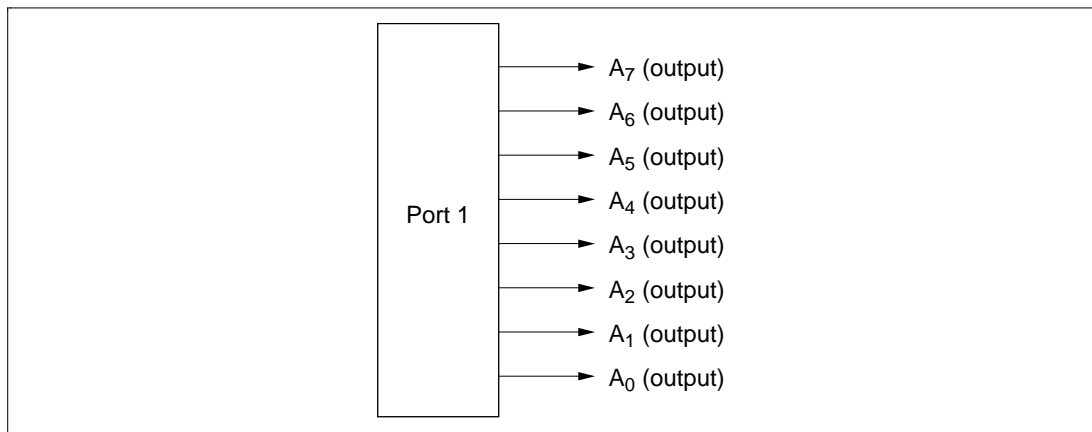 A7 (output)
A6 (output)
A5 (output)
A4 (output)
Port 1
A3 (output)
A2 (output)
A1 (output)
A0 (output)